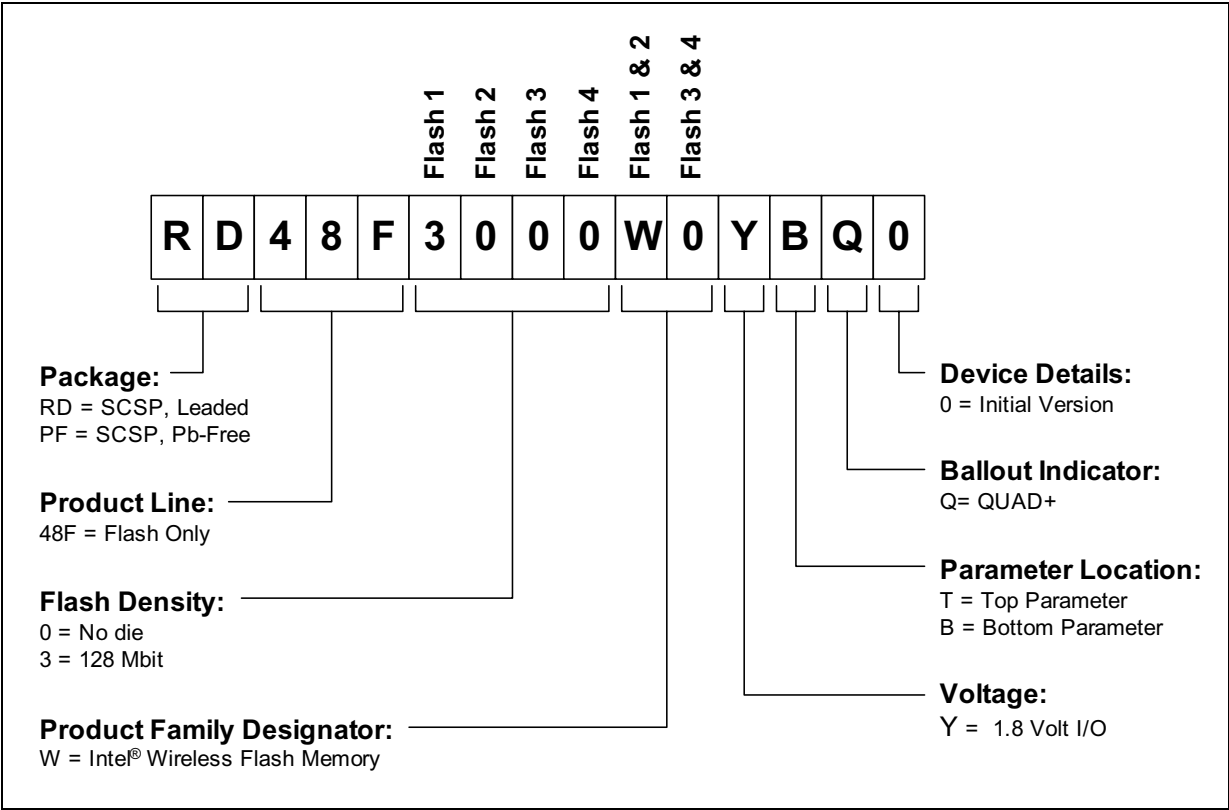 Flash 1
Flash 2
Flash 3
Flash 4
Flash 1 & 2
Flash 3 & 4
R D 4 8 F 3 0 0 0 W 0 Y B Q 0
Package:
RD = SCSP, Leaded
PF = SCSP, Pb-Free
Product Line:
48F = Flash Only
Flash Density:
0 = No die
3 = 128 Mbit
Product Family Designator:
W = Intel® Wireless Flash Memory
Device Details:
0 = Initial Version
Ballout Indicator:
Q= QUAD+
Parameter Location:
T = Top Parameter
B = Bottom Parameter
Voltage:
Y = 1.8 Volt I/O